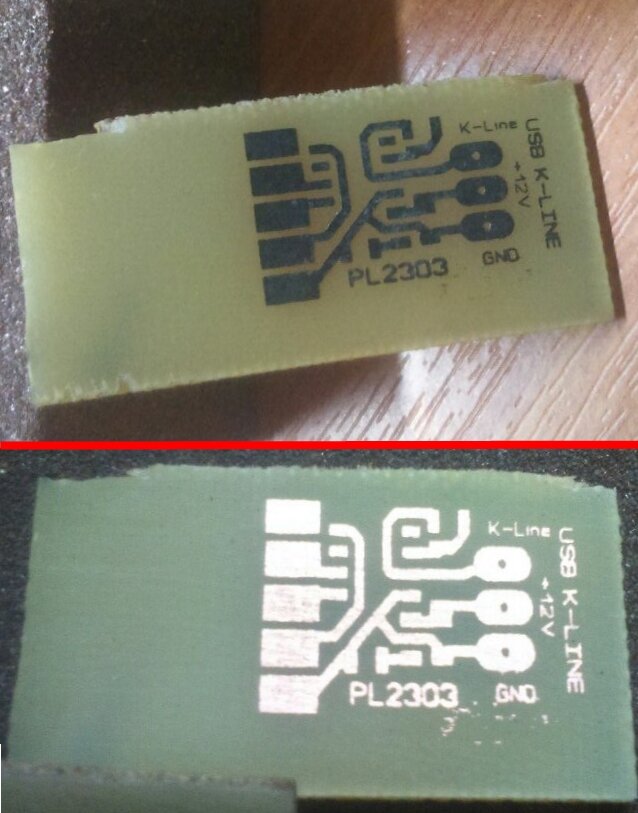 K-Line
USB K-LINE
+12V
GND
PL2303
K-Line
USB K-LINE
+12V
PL2303
GND